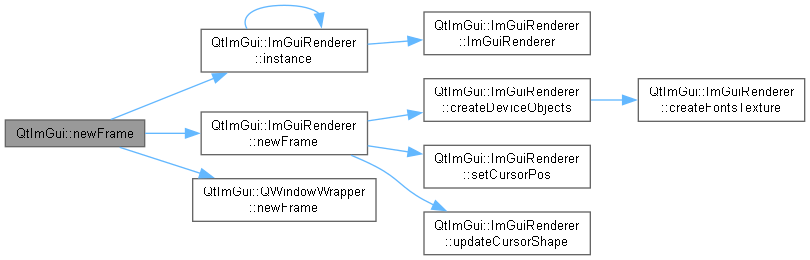 QtImGui::ImGuiRenderer
::instance
QtImGui::ImGuiRenderer
::ImGuiRenderer
QtImGui::newFrame
QtImGui::ImGuiRenderer
::newFrame
QtImGui::ImGuiRenderer
::createDeviceObjects
QtImGui::ImGuiRenderer
::createFontsTexture
QtImGui::ImGuiRenderer
::setCursorPos
QtImGui::QWindowWrapper
::newFrame
QtImGui::ImGuiRenderer
::updateCursorShape